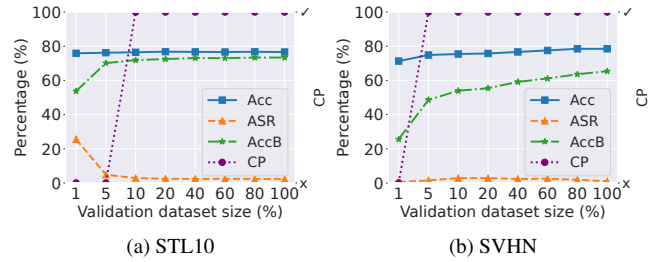 Percentage (%)
100
80
60
40
20
0
Acc
ASR
AccB
CP
1 5 10 20 40 60 80 100
Validation dataset size (%)
✓
CP
x
(a) STL10
Percentage (%)
100
80
60
40
20
0
Acc
ASR
AccB
CP
1 5 10 20 40 60 80 100
Validation dataset size (%)
✓
CP
x
(b) SVHN